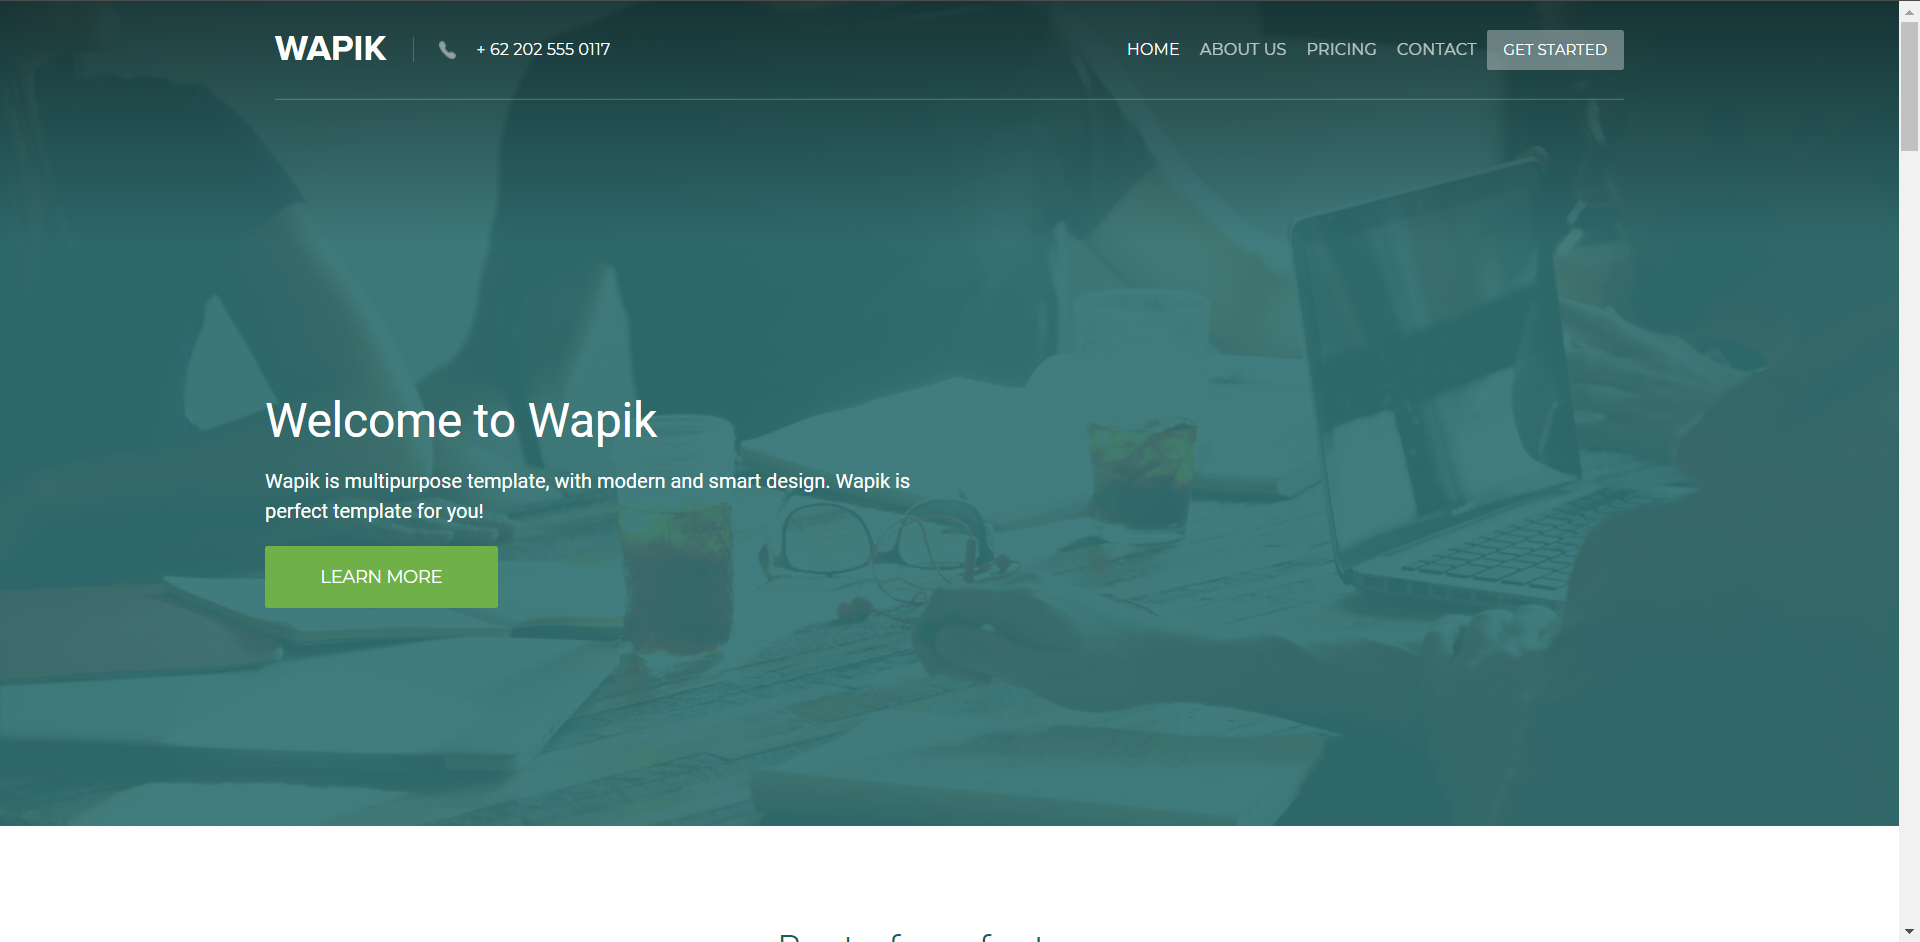 WAPIK
+ 62 202 555 0117
HOME
ABOUT US
PRICING
CONTACT
GET STARTED
Welcome to Wapik
Wapik is multipurpose template, with modern and smart design. Wapik is
perfect template for you!
LEARN MORE